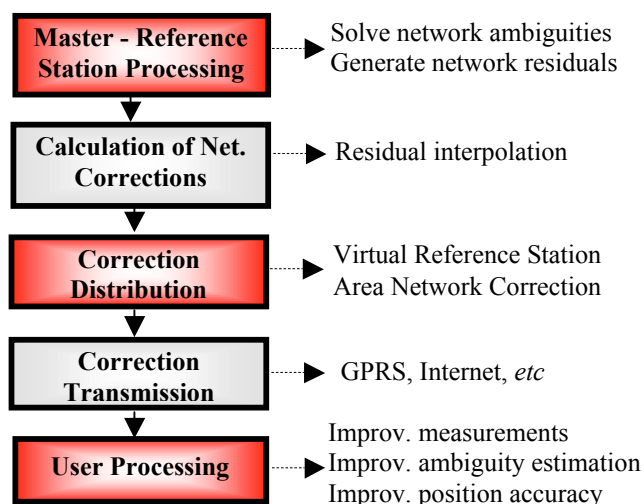 Master - Reference
Station Processing
Solve network ambiguities
Generate network residuals
Calculation of Net.
Corrections
Residual interpolation
Correction
Distribution
Virtual Reference Station
Area Network Correction
Correction
Transmission
GPRS, Internet, etc
User Processing
Improv. measurements
Improv. ambiguity estimation
Improv. position accuracy